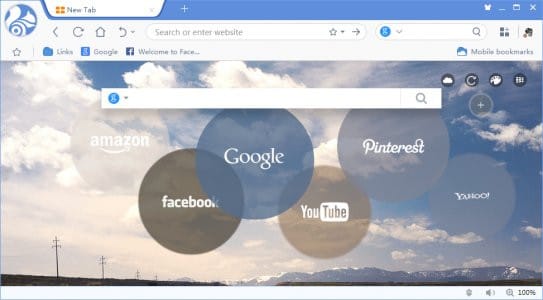 New Tab
Search or enter website
Links Google Welcome to Face... Mobile bookmarks
amazon
Google
Pinterest
facebook
YouTube
YAHOO!
100%